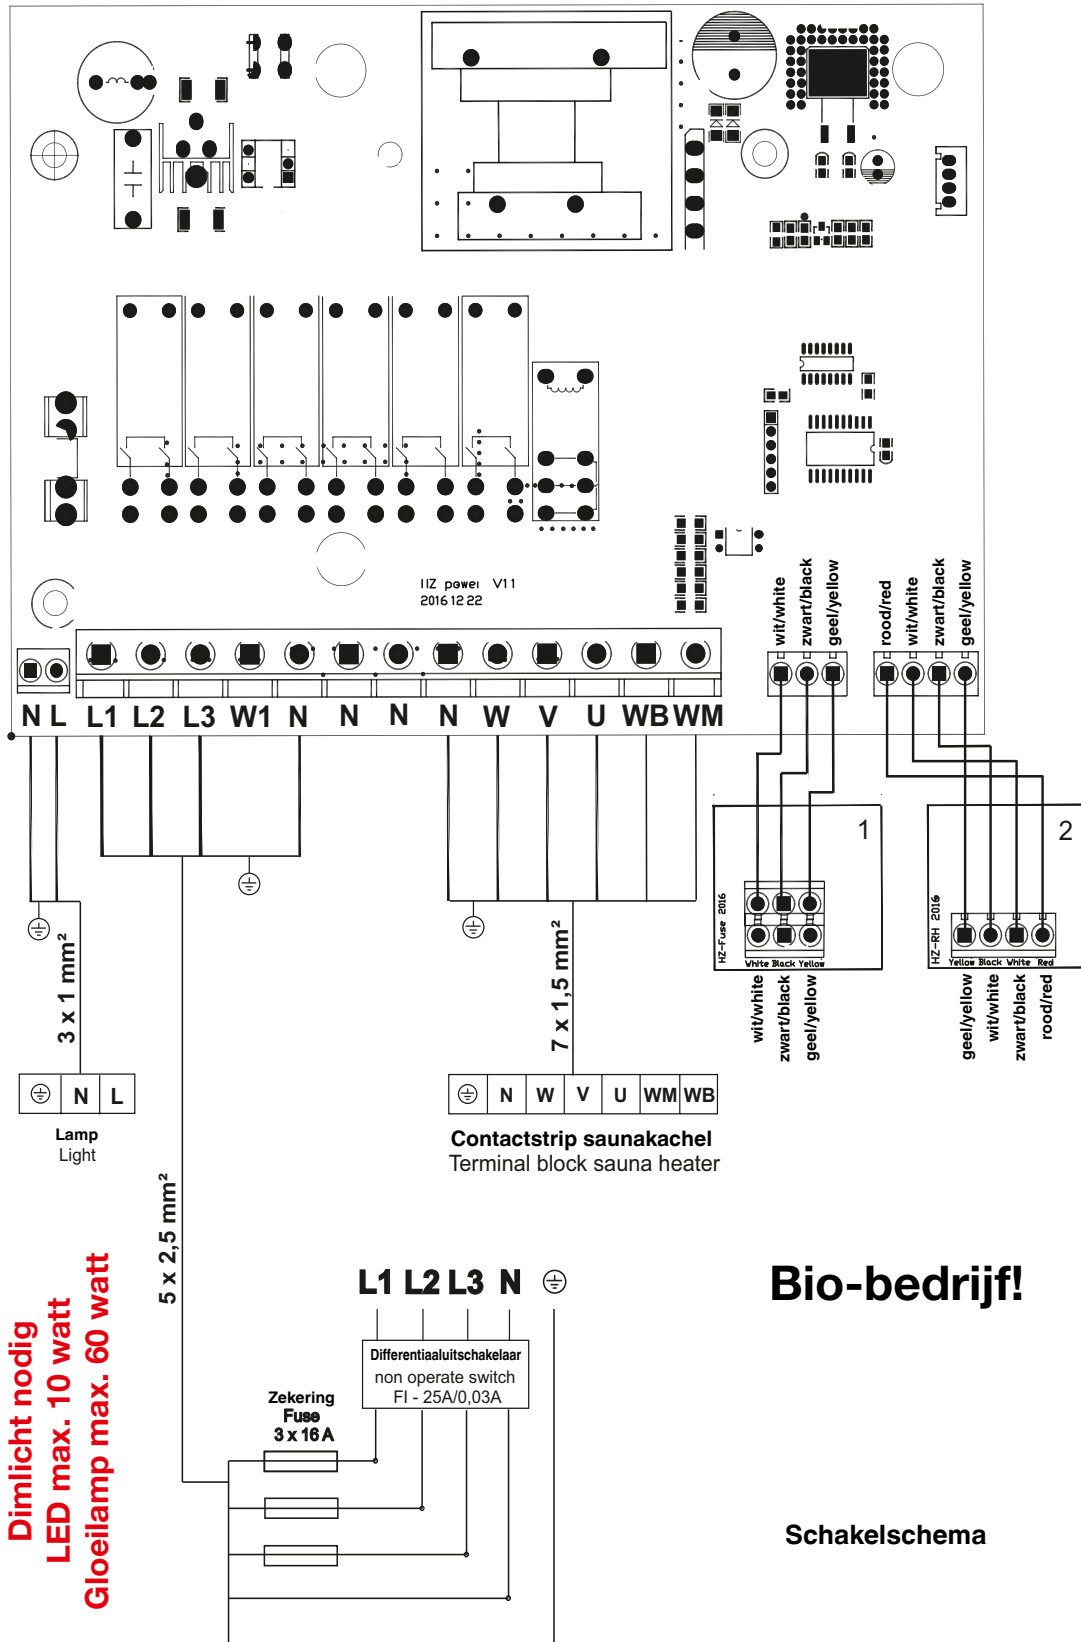 HZ power V11
2016 12 22
wit/white
zwart/black
geel/yellow
rood/red
wit/white
zwart/black
geel/yellow
N L L1 L2 L3 W1 N N N N W V U WB WM
1
HZ-Fuse 2016
White Black Yellow
wit/white
zwart/black
geel/yellow
2
HZ-RH 2016
Yellow Black White Red
geel/yellow
wit/white
zwart/black
rood/red
3 x 1 mm²
7 x 1,5 mm²
N L
Lamp
Light
N W V U WM WB
Contactstrip saunakachel
Terminal block sauna heater
5 x 2,5 mm²
L1 L2 L3 N
Differentiaaluitschakelaar
non operate switch
FI - 25A/0,03A
Zekering
Fuse
3 x 16 A
Bio-bedrijf!
Dimlicht nodig
LED max. 10 watt
Gloeilamp max. 60 watt
Schakelschema